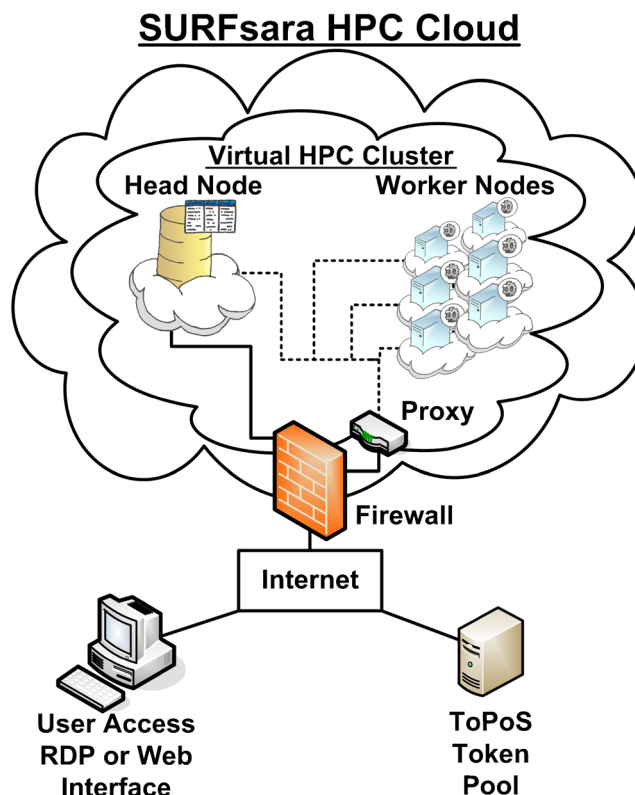 SURFsara HPC Cloud
Virtual HPC Cluster
Head Node
Worker Nodes
Proxy
Firewall
Internet
User Access
RDP or Web
Interface
ToPoS
Token
Pool